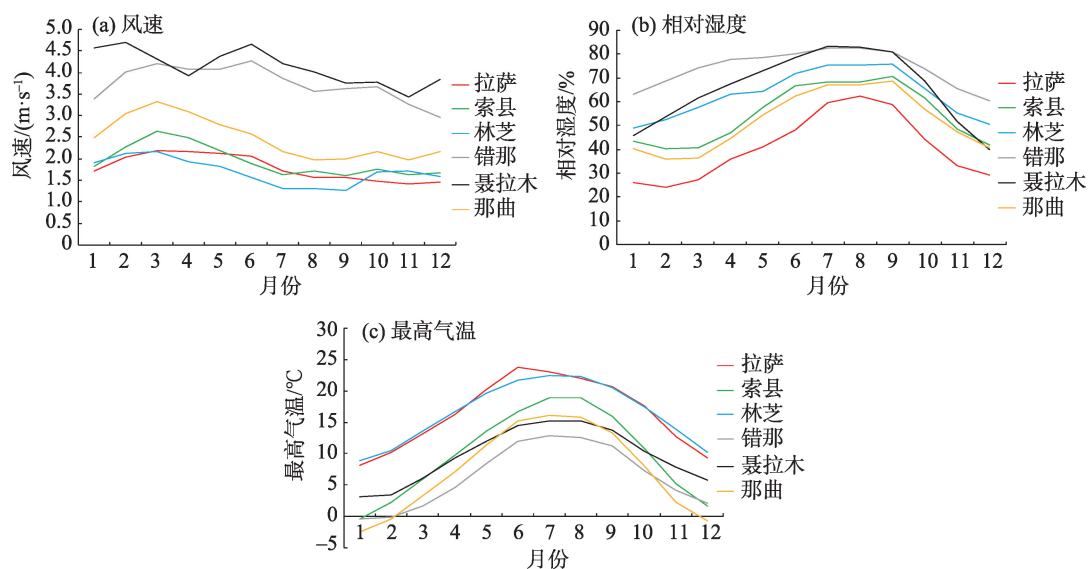 (a) 风速
5.0
4.5
4.0
3.5
3.0
2.5
2.0
1.5
1.0
0.5
0
风速/(m·s⁻¹)
1 2 3 4 5 6 7 8 9 10 11 12
月份
拉萨
索县
林芝
错那
聂拉木
那曲
(b) 相对湿度
90
80
70
60
50
40
30
20
10
0
相对湿度/%
1 2 3 4 5 6 7 8 9 10 11 12
月份
拉萨
索县
林芝
错那
聂拉木
那曲
(c) 最高气温
30
25
20
15
10
5
0
–5
最高气温/℃
1 2 3 4 5 6 7 8 9 10 11 12
月份
拉萨
索县
林芝
错那
聂拉木
那曲